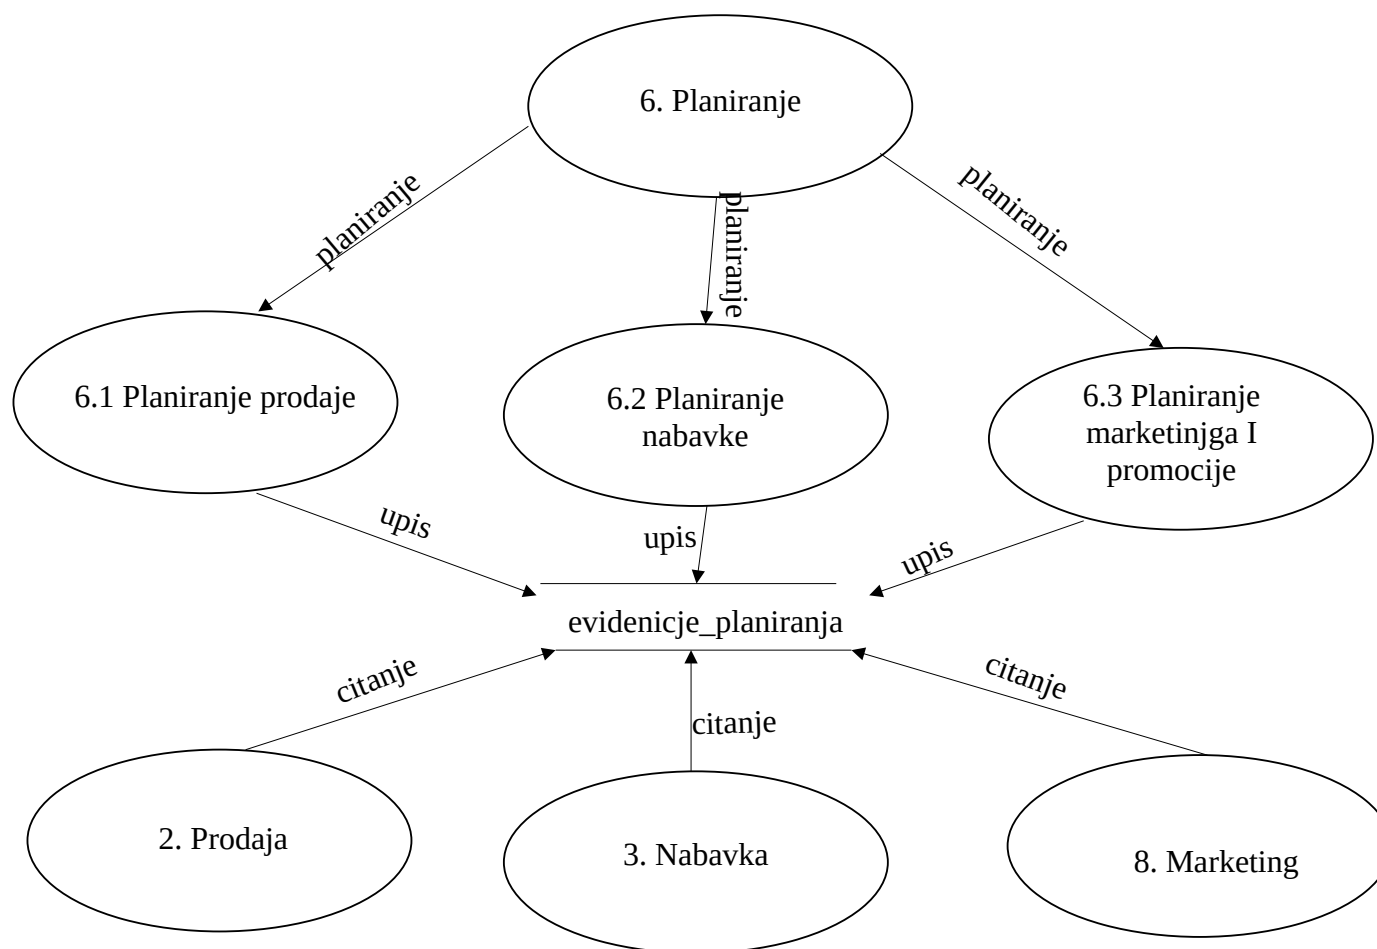 6. Planiranje
planiranje
planiranje
planiranje
6.1 Planiranje prodaje
6.2 Planiranje
nabavke
6.3 Planiranje
marketinjga I
promocije
upis
upis
upis
evidenicje_planiranja
citanje
citanje
citanje
2. Prodaja
3. Nabavka
8. Marketing